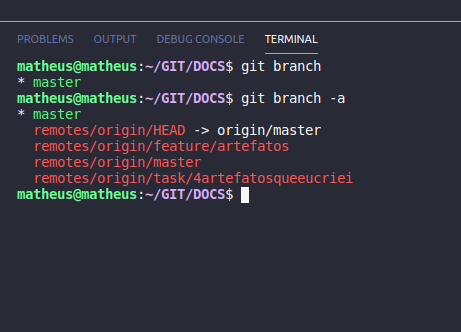 PROBLEMS OUTPUT DEBUG CONSOLE TERMINAL
matheus@matheus:~/GIT/DOCS$ git branch
* master
matheus@matheus:~/GIT/DOCS$ git branch -a
* master
remotes/origin/HEAD -> origin/master
remotes/origin/feature/artefatos
remotes/origin/master
remotes/origin/task/4artefatosqueeucriei
matheus@matheus:~/GIT/DOCS$